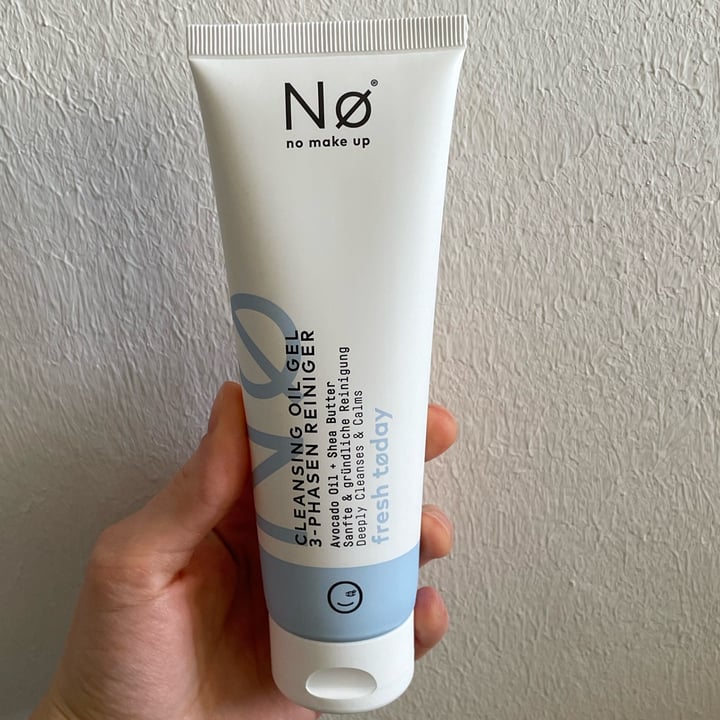 Nø®
no make up
NØ
CLEANSING OIL GEL
3-PHASEN REINIGER
Avocado Oil + Shea Butter
Sanfte & gründliche Reinigung
Deeply Cleanses & Calms
fresh tøday